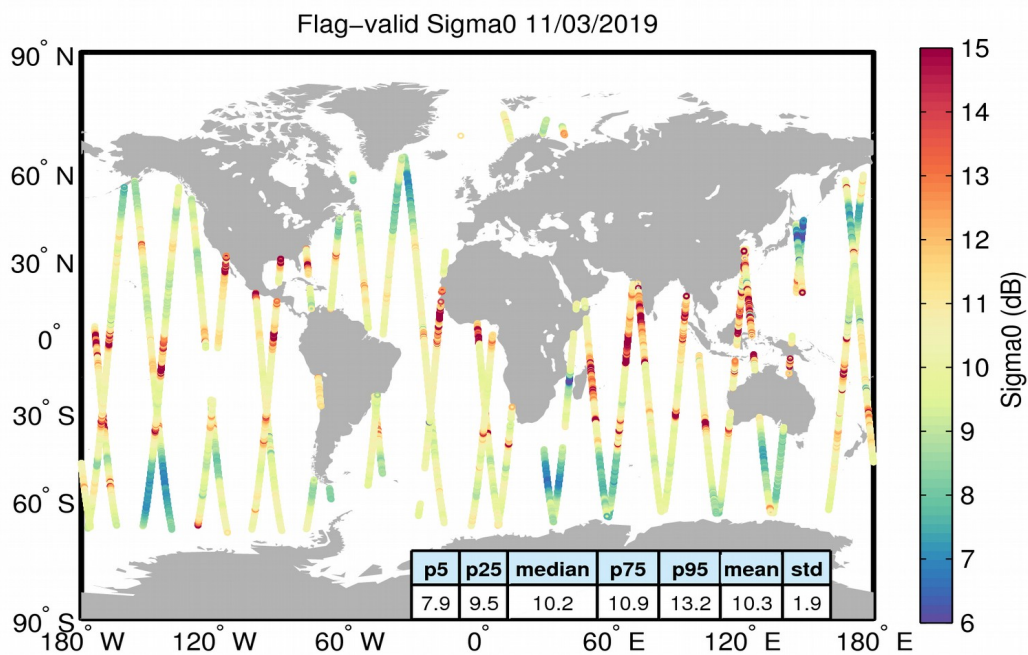 Flag-valid Sigma0 11/03/2019
90° N
60° N
30° N
0°
30° S
60° S
90° S
180° W
120° W
60° W
0°
60° E
120° E
180° E
p5 p25 median p75 p95 mean std
7.9 9.5 10.2 10.9 13.2 10.3 1.9
15
14
13
12
11
10
9
8
7
6
Sigma0 (dB)